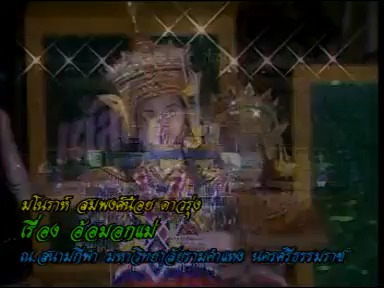 มโนราห์ สมพงศ์น้อย ดาวรุ่ง
เรื่อง อ้อมอกแม่
ณ.สนามกีฬา มหาวิทยาลัยรามคำแหง นครศรีธรรมราช